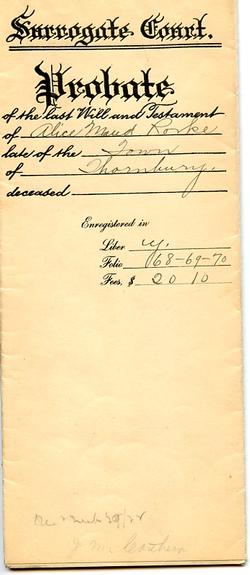 Surrogate Court.
Probate
of the last Will and Testament
of Alice Maud Rorke
late of the Town
of Thornbury,
deceased
Enregistered in
Liber
Folio 168-69-70
Fees, $ 20 10
J. M.